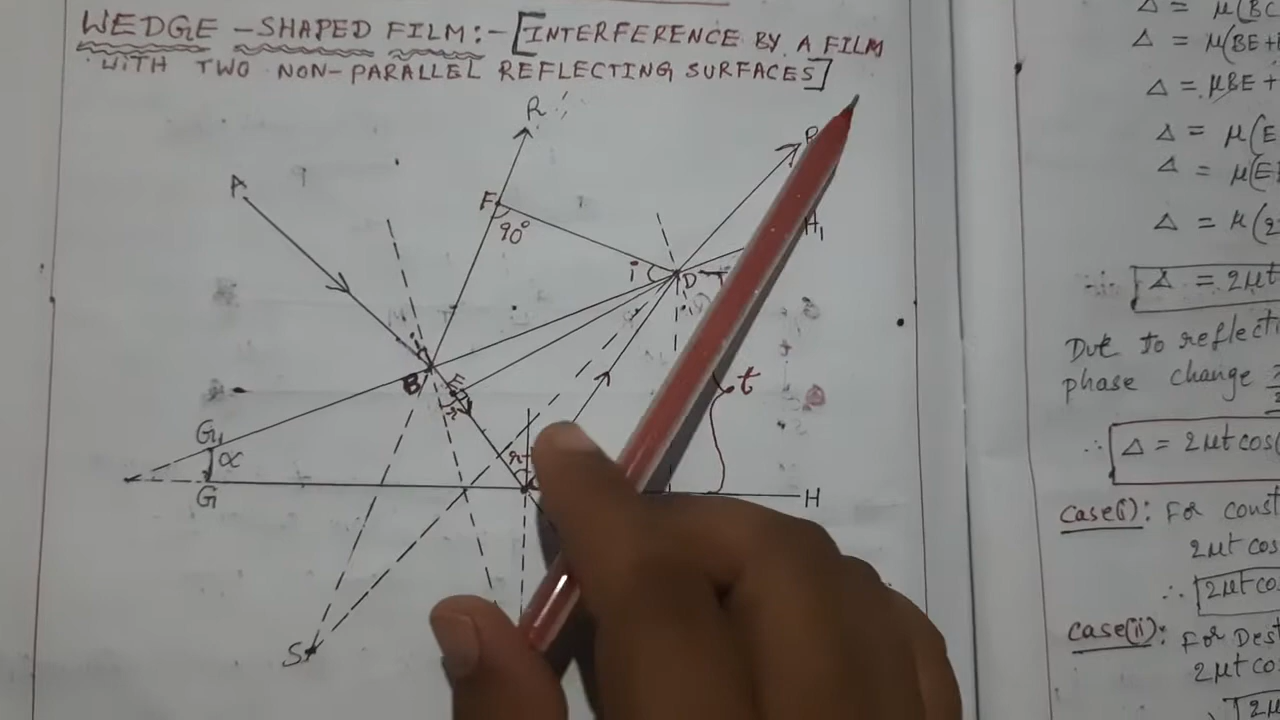 WEDGE -SHAPED FILM:- [INTERFERENCE BY A FILM
WITH TWO NON-PARALLEL REFLECTING SURFACES]
R
A
F
90°
H₁
i
D
i
B
E
r
t
G₁
α
r
G
H
S
Δ = μ(BC
Δ = μ(BE+
Δ = μBE +
Δ = μ(E
Δ = μ(E
Δ = μ(2
∴ Δ = 2μt
Due to reflecti
phase change
∴ Δ = 2μt cos(
Case(i): For const
2μt cos
∴ 2μt co
Case(ii): For Dest
2μt co
2μ